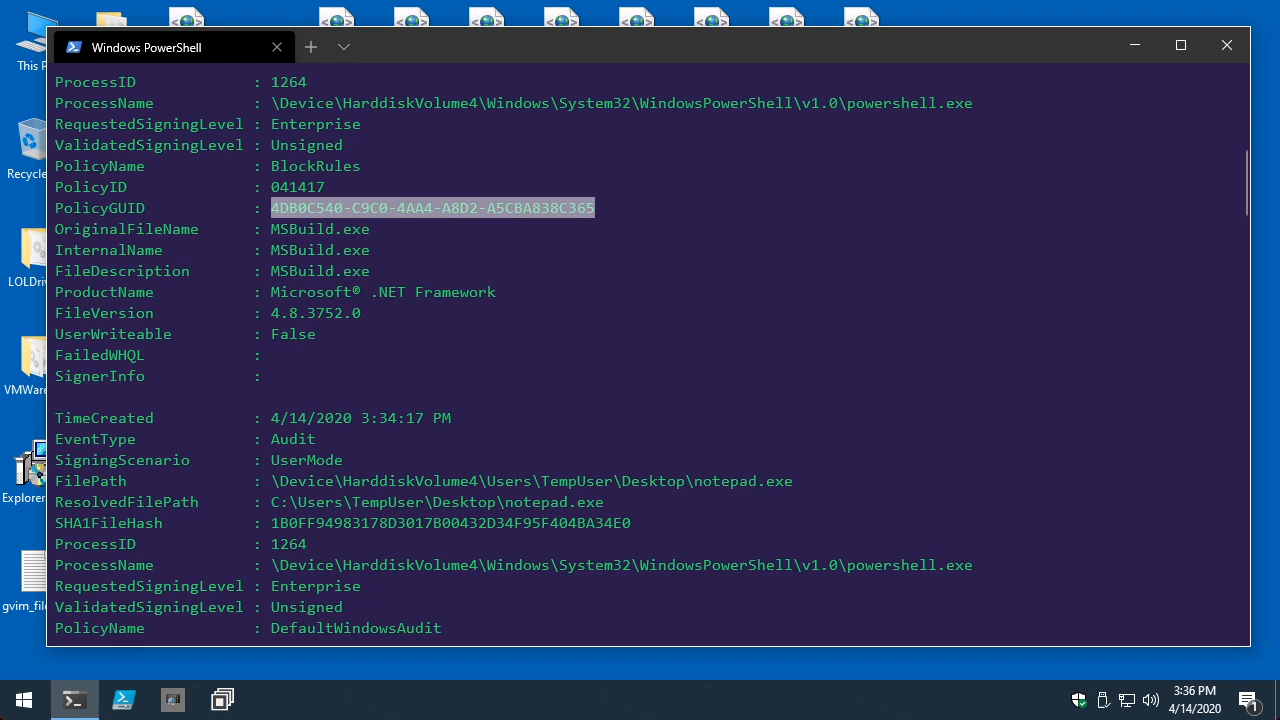 This P
Recycle
LOLDriv
VMWare
Explorer
gvim_file
Windows PowerShell
ProcessID : 1264
ProcessName : \Device\HarddiskVolume4\Windows\System32\WindowsPowerShell\v1.0\powershell.exe
RequestedSigningLevel : Enterprise
ValidatedSigningLevel : Unsigned
PolicyName : BlockRules
PolicyID : 041417
PolicyGUID : 4DB0C540-C9C0-4AA4-A8D2-A5CBA838C365
OriginalFileName : MSBuild.exe
InternalName : MSBuild.exe
FileDescription : MSBuild.exe
ProductName : Microsoft® .NET Framework
FileVersion : 4.8.3752.0
UserWriteable : False
FailedWHQL :
SignerInfo :
TimeCreated : 4/14/2020 3:34:17 PM
EventType : Audit
SigningScenario : UserMode
FilePath : \Device\HarddiskVolume4\Users\TempUser\Desktop\notepad.exe
ResolvedFilePath : C:\Users\TempUser\Desktop\notepad.exe
SHA1FileHash : 1B0FF94983178D3017B00432D34F95F404BA34E0
ProcessID : 1264
ProcessName : \Device\HarddiskVolume4\Windows\System32\WindowsPowerShell\v1.0\powershell.exe
RequestedSigningLevel : Enterprise
ValidatedSigningLevel : Unsigned
PolicyName : DefaultWindowsAudit
3:36 PM
4/14/2020
1